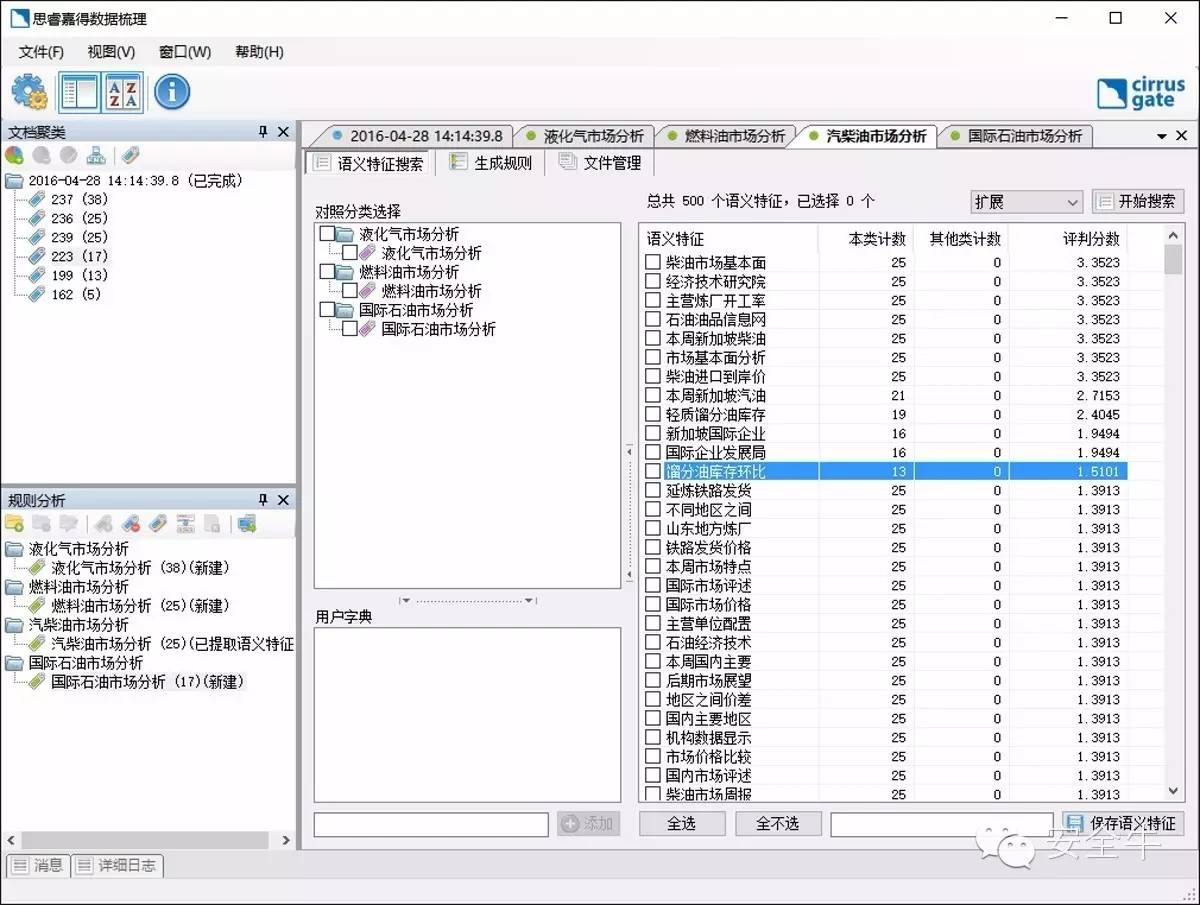 思睿嘉得数据梳理
文件(F) 视图(V) 窗口(W) 帮助(H)
cirrus
gate
文档聚类
2016-04-28 14:14:39.8 (已完成)
237 (38)
236 (25)
239 (25)
223 (17)
199 (13)
162 (5)
规则分析
液化气市场分析
液化气市场分析 (38)(新建)
燃料油市场分析
燃料油市场分析 (25)(新建)
汽柴油市场分析
汽柴油市场分析 (25)(已提取语义特征
国际石油市场分析
国际石油市场分析 (17)(新建)
2016-04-28 14:14:39.8 液化气市场分析 燃料油市场分析 汽柴油市场分析 国际石油市场分析
语义特征搜索 生成规则 文件管理
对照分类选择
液化气市场分析
液化气市场分析
燃料油市场分析
燃料油市场分析
国际石油市场分析
国际石油市场分析
用户字典
添加
总共 500 个语义特征，已选择 0 个 扩展 开始搜索
语义特征 本类计数 其他类计数 评判分数
柴油市场基本面 25 0 3.3523
经济技术研究院 25 0 3.3523
主营炼厂开工率 25 0 3.3523
石油油品信息网 25 0 3.3523
本周新加坡柴油 25 0 3.3523
市场基本面分析 25 0 3.3523
柴油进口到岸价 25 0 3.3523
本周新加坡汽油 21 0 2.7153
轻质馏分油库存 19 0 2.4045
新加坡国际企业 16 0 1.9494
国际企业发展局 16 0 1.9494
馏分油库存环比 13 0 1.5101
延炼铁路发货 25 0 1.3913
不同地区之间 25 0 1.3913
山东地方炼厂 25 0 1.3913
铁路发货价格 25 0 1.3913
本周市场特点 25 0 1.3913
国际市场评述 25 0 1.3913
国际市场价格 25 0 1.3913
主营单位配置 25 0 1.3913
石油经济技术 25 0 1.3913
本周国内主要 25 0 1.3913
后期市场展望 25 0 1.3913
地区之间价差 25 0 1.3913
国内主要地区 25 0 1.3913
机构数据显示 25 0 1.3913
市场价格比较 25 0 1.3913
国内市场评述 25 0 1.3913
柴油市场周报 25 0 1.3913
全选 全不选 保存语义特征
安全牛
消息 详细日志